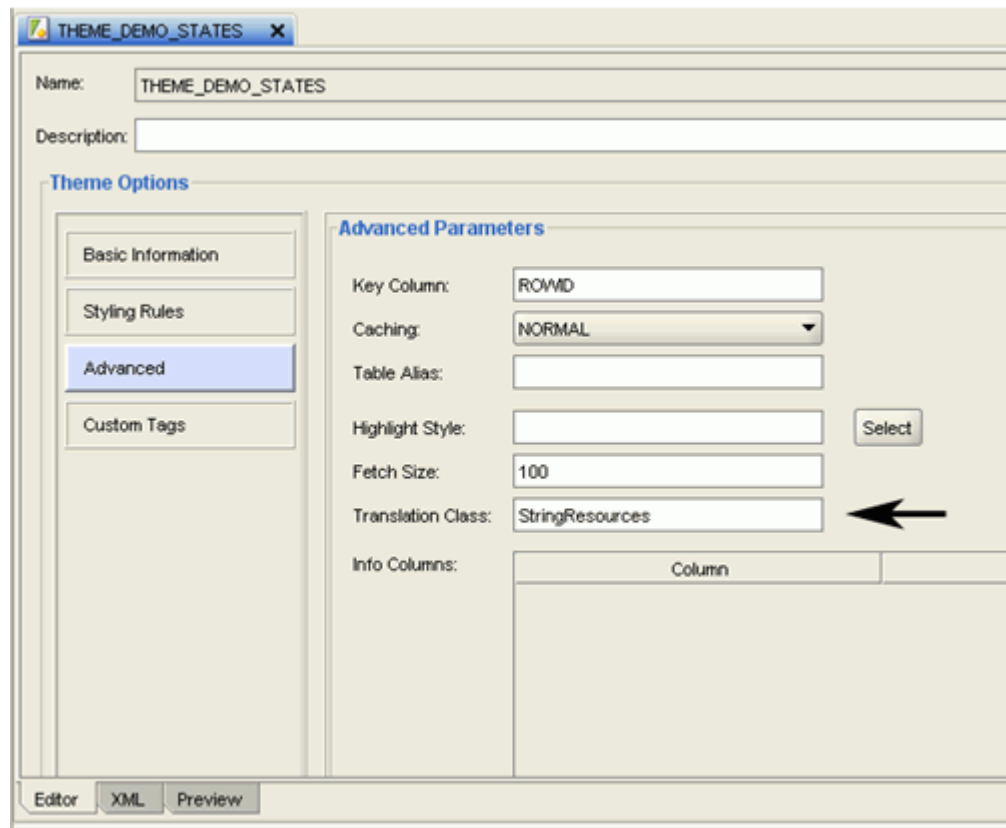 THEME_DEMO_STATES
Name: THEME_DEMO_STATES
Description:
Theme Options
Basic Information
Styling Rules
Advanced
Custom Tags
Advanced Parameters
Key Column: ROWID
Caching: NORMAL
Table Alias:
Highlight Style: Select
Fetch Size: 100
Translation Class: StringResources
Info Columns: Column
Editor XML Preview